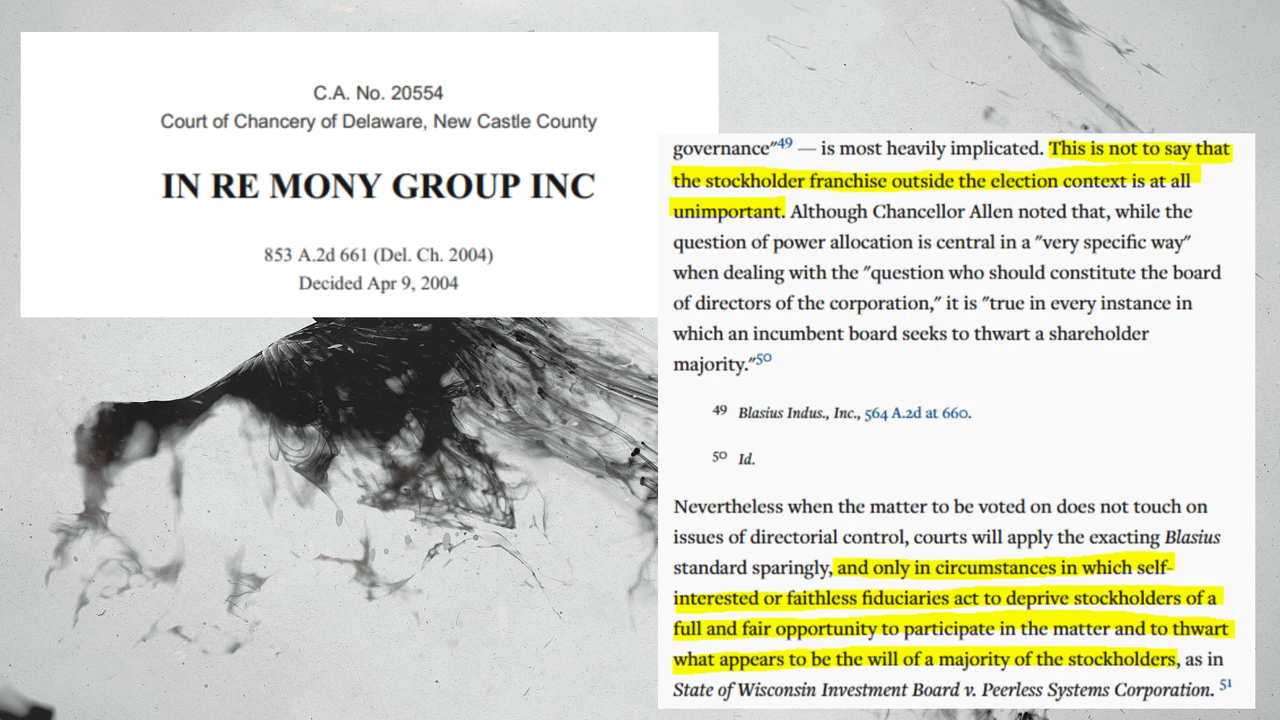 C.A. No. 20554
Court of Chancery of Delaware, New Castle County
IN RE MONY GROUP INC
853 A.2d 661 (Del. Ch. 2004)
Decided Apr 9, 2004
governance"49 — is most heavily implicated. This is not to say that
the stockholder franchise outside the election context is at all
unimportant. Although Chancellor Allen noted that, while the
question of power allocation is central in a "very specific way"
when dealing with the "question who should constitute the board
of directors of the corporation," it is "true in every instance in
which an incumbent board seeks to thwart a shareholder
majority."50
49 Blasius Indus., Inc., 564 A.2d at 660.
50 Id.
Nevertheless when the matter to be voted on does not touch on
issues of directorial control, courts will apply the exacting Blasius
standard sparingly, and only in circumstances in which self-
interested or faithless fiduciaries act to deprive stockholders of a
full and fair opportunity to participate in the matter and to thwart
what appears to be the will of a majority of the stockholders, as in
State of Wisconsin Investment Board v. Peerless Systems Corporation. 51